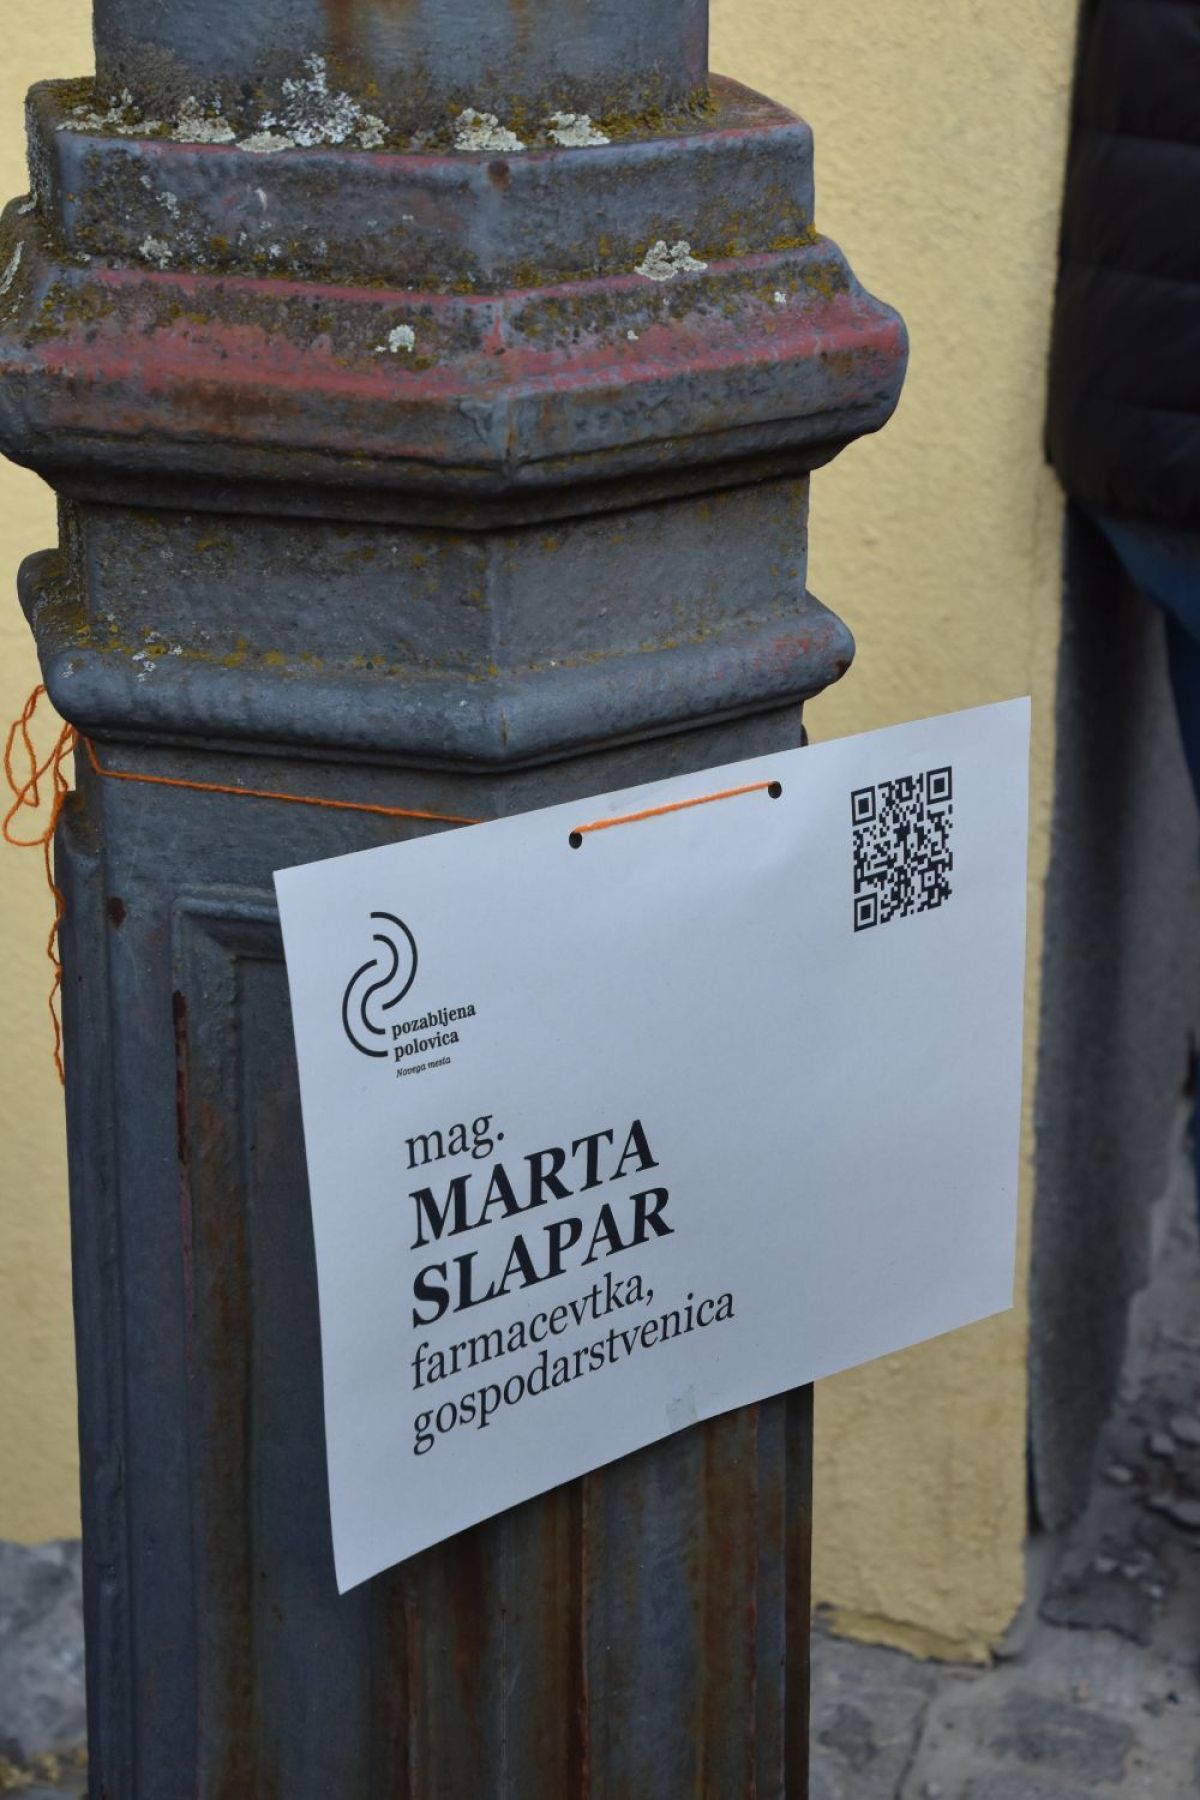 pozabljena
polovica
Novega mesta
mag.
MARTA
SLAPAR
farmacevtka,
gospodarstvenica